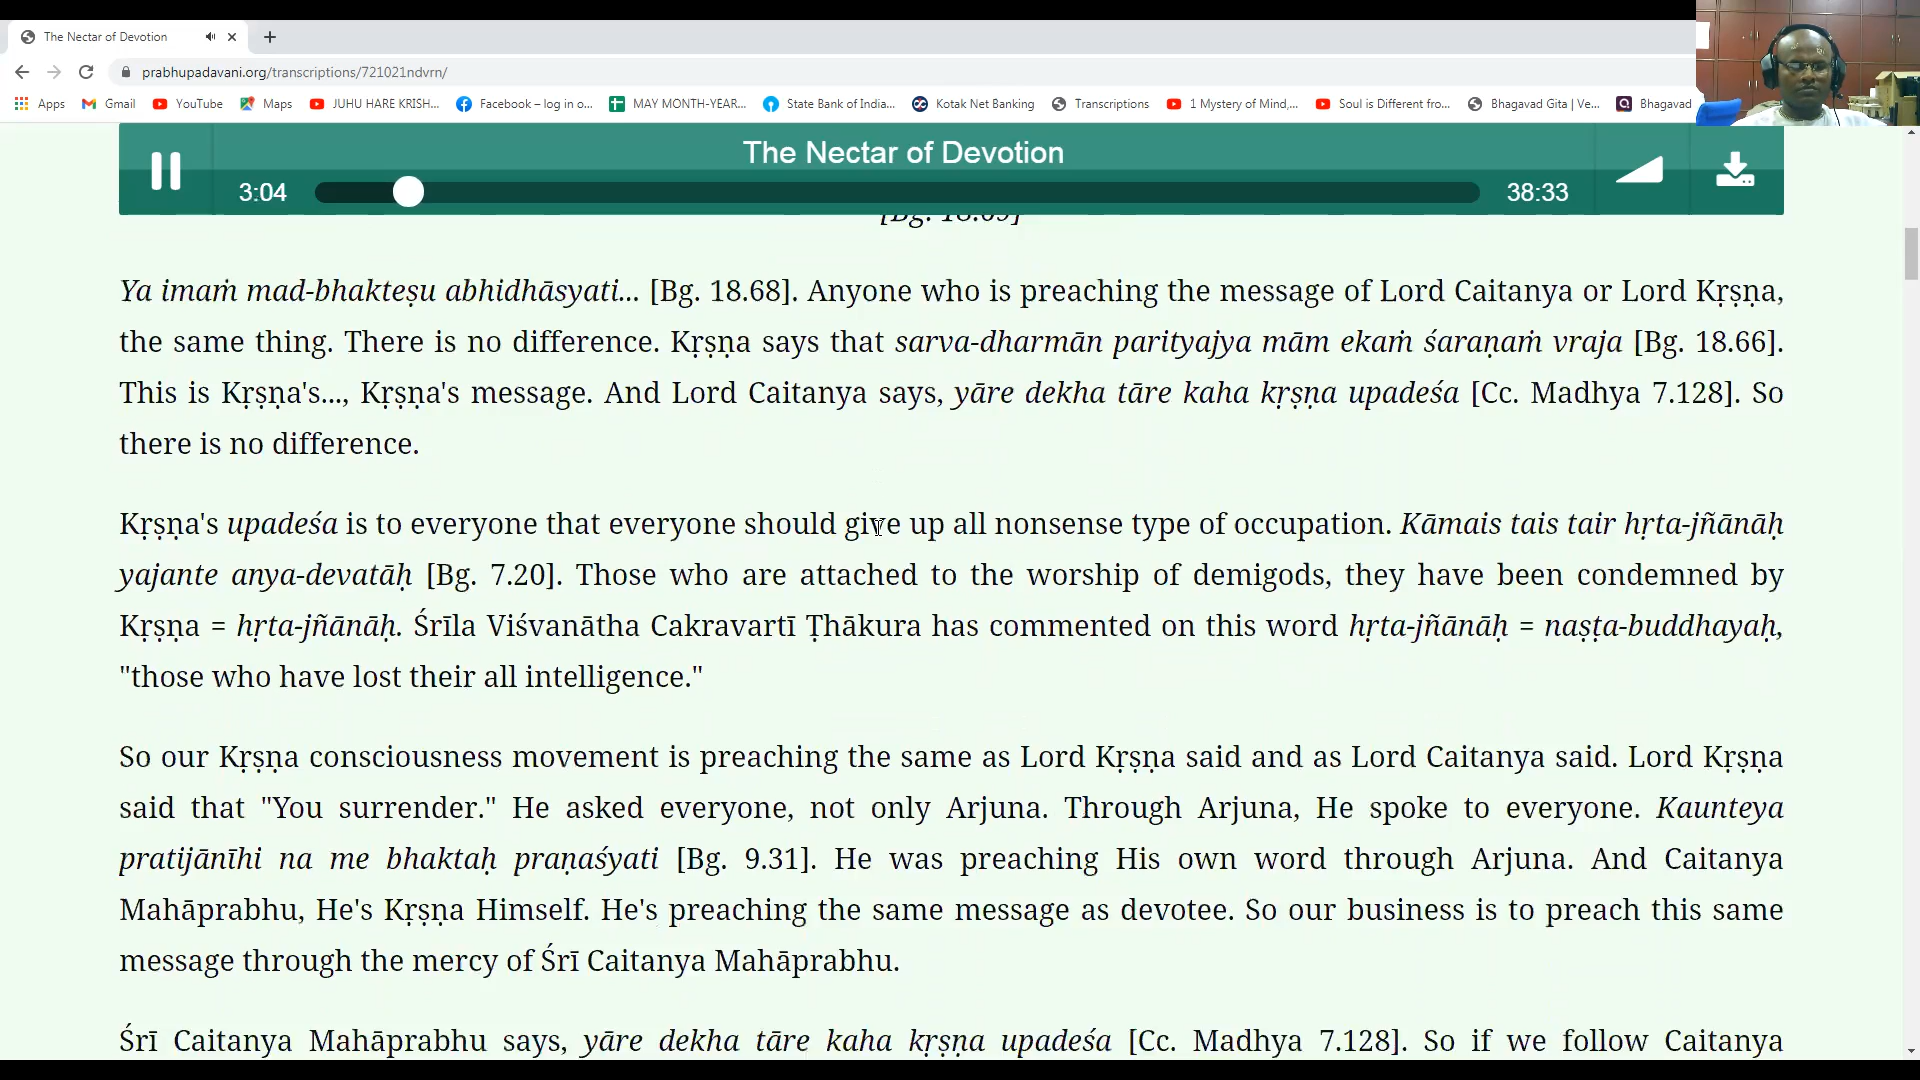 The Nectar of Devotion
prabhupadavani.org/transcriptions/721021ndvrn/
Apps Gmail YouTube Maps JUHU HARE KRISH... Facebook – log in o... MAY MONTH-YEAR... State Bank of Indi... Kotak Net Banking Transcriptions 1 Mystery of Mind,... Soul is Different fro... Bhagavad Gita | Ve... Bhagavad
The Nectar of Devotion
3:04 38:33
[Bg. 18.69]
Ya imaṁ mad-bhakteṣu abhidhāsyati... [Bg. 18.68]. Anyone who is preaching the message of Lord Caitanya or Lord Kṛṣṇa,
the same thing. There is no difference. Kṛṣṇa says that sarva-dharmān parityajya mām ekaṁ śaraṇaṁ vraja [Bg. 18.66].
This is Kṛṣṇa's..., Kṛṣṇa's message. And Lord Caitanya says, yāre dekha tāre kaha kṛṣṇa upadeśa [Cc. Madhya 7.128]. So
there is no difference.
Kṛṣṇa's upadeśa is to everyone that everyone should give up all nonsense type of occupation. Kāmais tais tair hṛta-jñānāḥ
yajante anya-devatāḥ [Bg. 7.20]. Those who are attached to the worship of demigods, they have been condemned by
Kṛṣṇa = hṛta-jñānāḥ. Śrīla Viśvanātha Cakravartī Ṭhākura has commented on this word hṛta-jñānāḥ = naṣṭa-buddhayaḥ,
"those who have lost their all intelligence."
So our Kṛṣṇa consciousness movement is preaching the same as Lord Kṛṣṇa said and as Lord Caitanya said. Lord Kṛṣṇa
said that "You surrender." He asked everyone, not only Arjuna. Through Arjuna, He spoke to everyone. Kaunteya
pratijānīhi na me bhaktaḥ praṇaśyati [Bg. 9.31]. He was preaching His own word through Arjuna. And Caitanya
Mahāprabhu, He's Kṛṣṇa Himself. He's preaching the same message as devotee. So our business is to preach this same
message through the mercy of Śrī Caitanya Mahāprabhu.
Śrī Caitanya Mahāprabhu says, yāre dekha tāre kaha kṛṣṇa upadeśa [Cc. Madhya 7.128]. So if we follow Caitanya